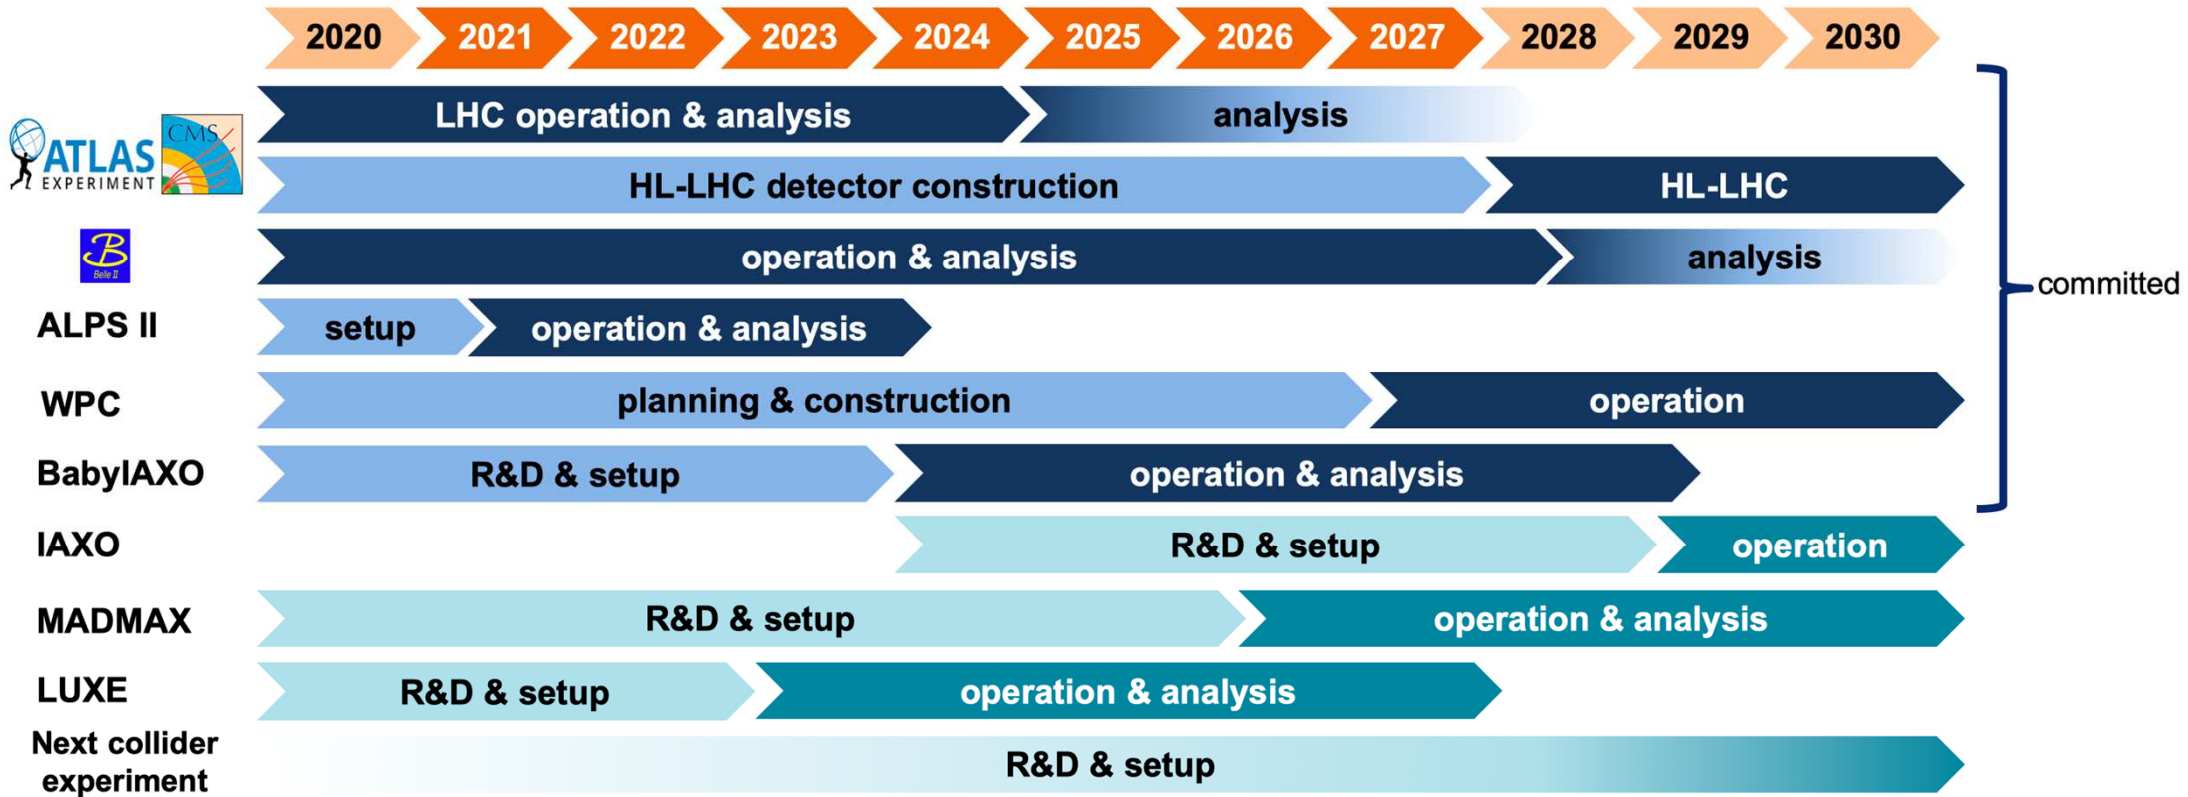 2020 2021 2022 2023 2024 2025 2026 2027 2028 2029 2030
LHC operation & analysis analysis
ATLAS
EXPERIMENT
CMS
HL-LHC detector construction HL-LHC
B
Belle II
operation & analysis analysis
committed
ALPS II setup operation & analysis
WPC planning & construction operation
BabyIAXO R&D & setup operation & analysis
IAXO R&D & setup operation
MADMAX R&D & setup operation & analysis
LUXE R&D & setup operation & analysis
Next collider
experiment
R&D & setup